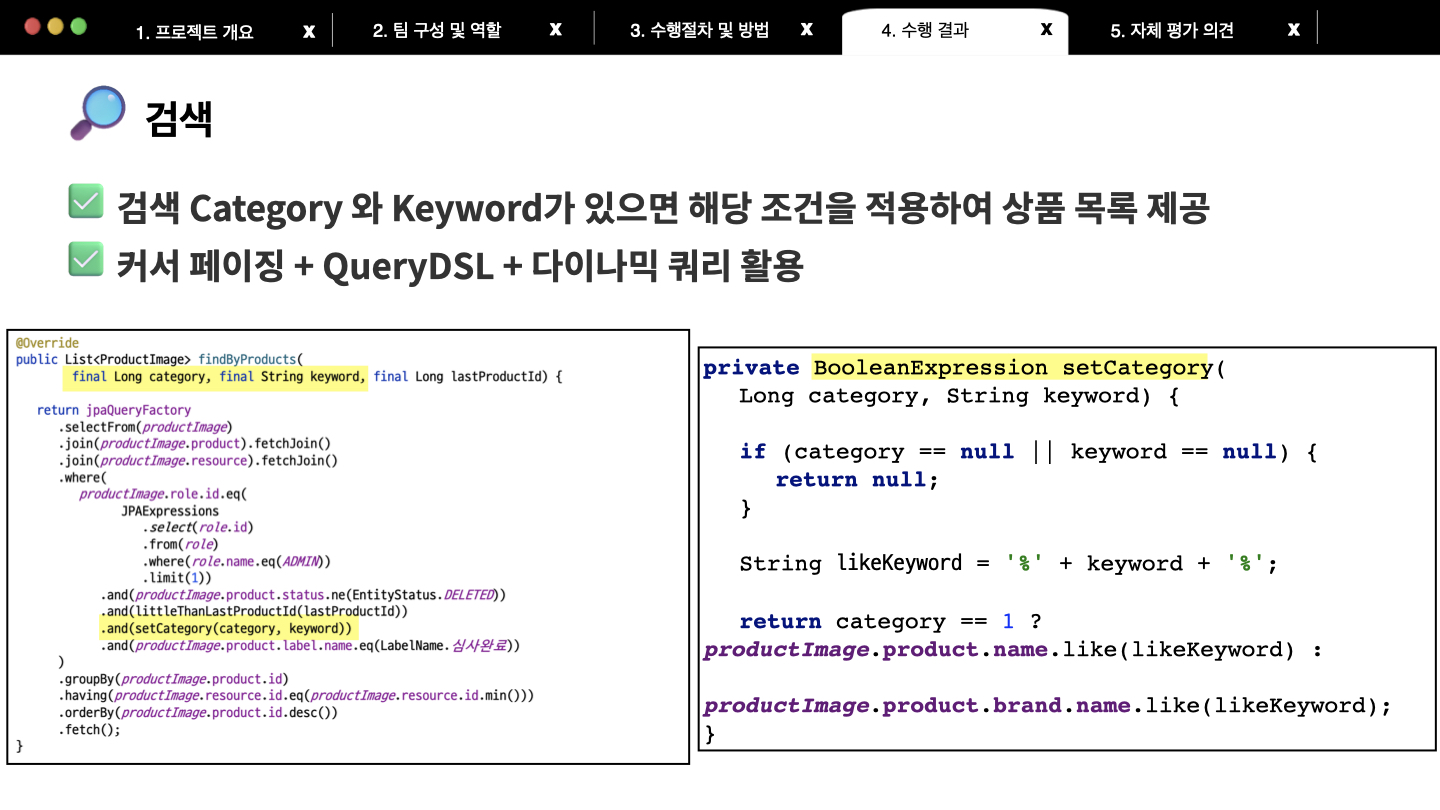 1. 프로젝트 개요 X 2. 팀 구성 및 역할 X 3. 수행절차 및 방법 X 4. 수행 결과 X 5. 자체 평가 의견 X
검색
검색 Category 와 Keyword가 있으면 해당 조건을 적용하여 상품 목록 제공
커서 페이징 + QueryDSL + 다이나믹 쿼리 활용
@Override
public List<ProductImage> findByProducts(
final Long category, final String keyword, final Long lastProductId) {
return jpaQueryFactory
.selectFrom(productImage)
.join(productImage.product).fetchJoin()
.join(productImage.resource).fetchJoin()
.where(
productImage.role.id.eq(
JPAExpressions
.select(role.id)
.from(role)
.where(role.name.eq(ADMIN))
.limit(1))
.and(productImage.product.status.ne(EntityStatus.DELETED))
.and(littleThanLastProductId(lastProductId))
.and(setCategory(category, keyword))
.and(productImage.product.label.name.eq(LabelName.심사완료))
)
.groupBy(productImage.product.id)
.having(productImage.resource.id.eq(productImage.resource.id.min()))
.orderBy(productImage.product.id.desc())
.fetch();
}
private BooleanExpression setCategory(
Long category, String keyword) {
if (category == null || keyword == null) {
return null;
}
String likeKeyword = '%' + keyword + '%';
return category == 1 ?
productImage.product.name.like(likeKeyword) :
productImage.product.brand.name.like(likeKeyword);
}